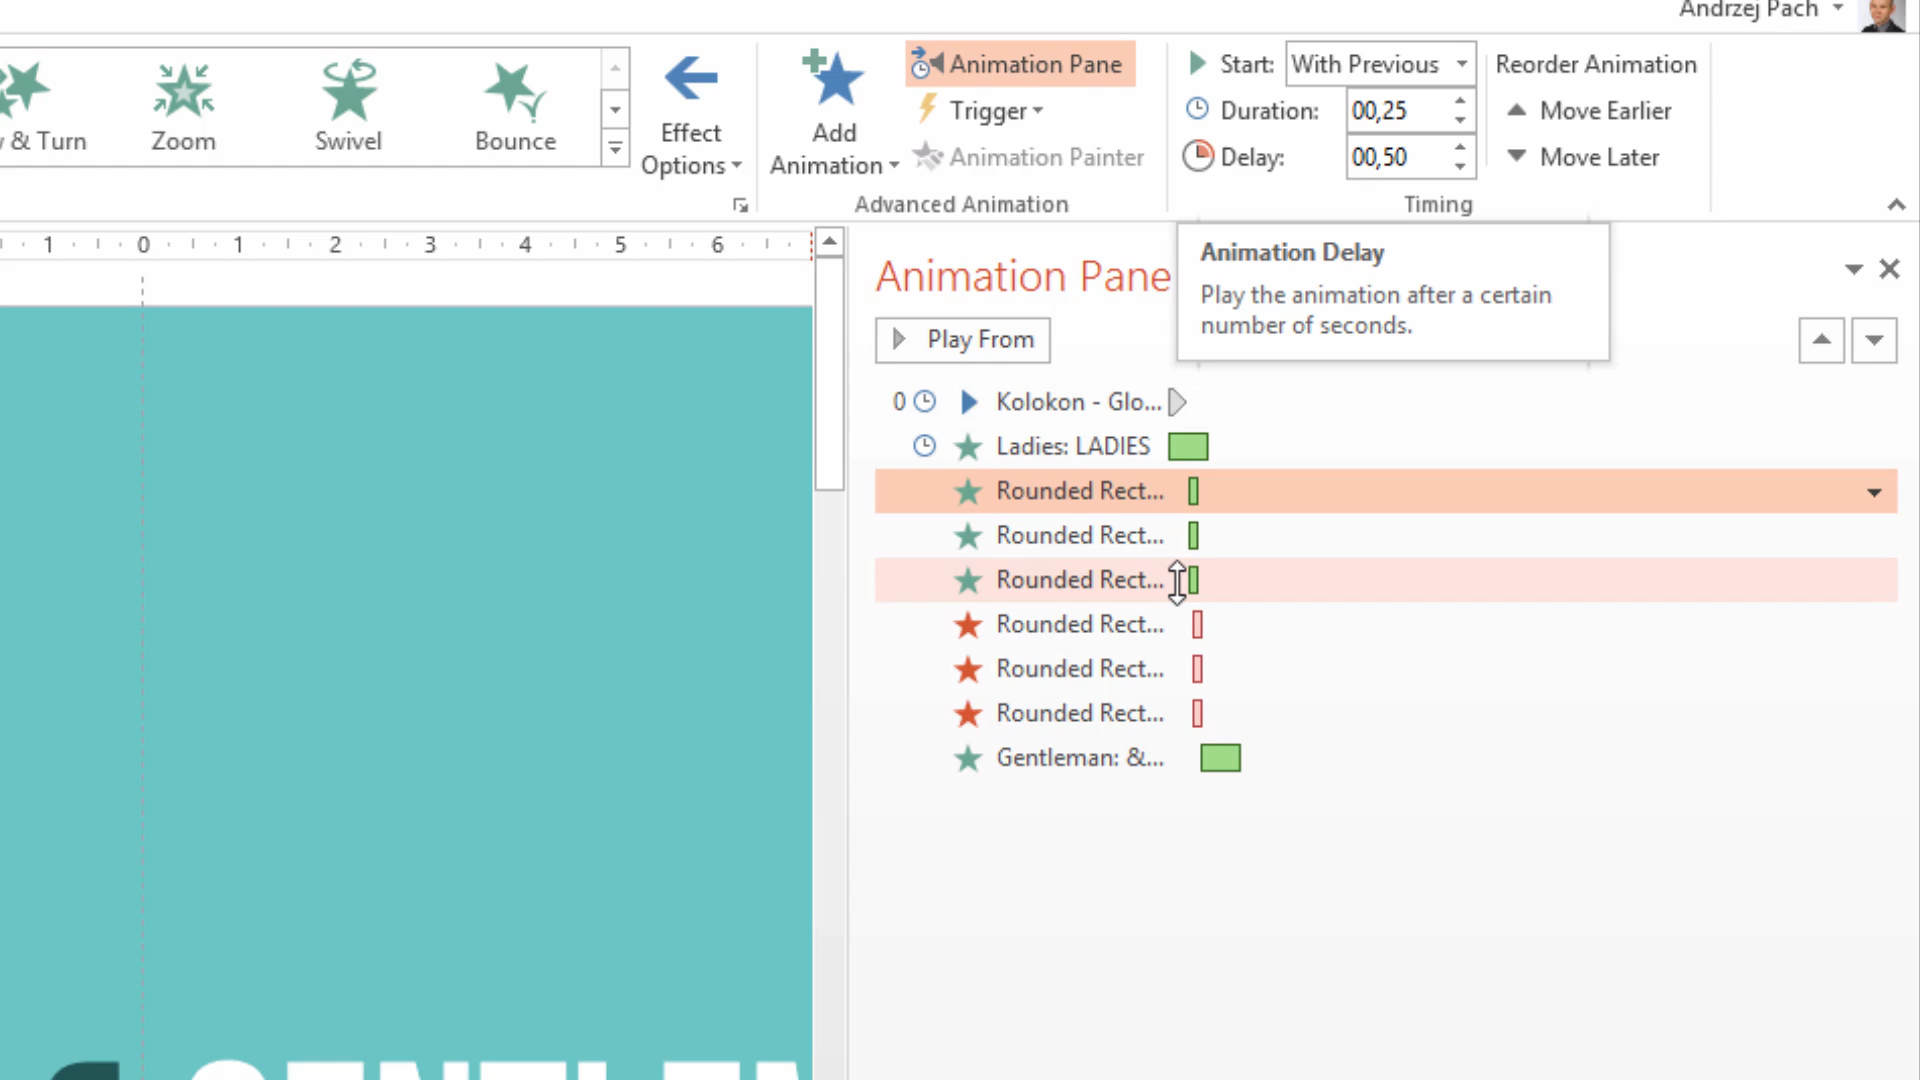 Andrzej Pach
& Turn
Zoom
Swivel
Bounce
Effect
Options
Add
Animation
Animation Pane
Trigger
Animation Painter
Advanced Animation
Start: With Previous
Duration: 00,25
Delay: 00,50
Timing
Reorder Animation
Move Earlier
Move Later
1 0 1 2 3 4 5 6
Animation Pane
Animation Delay
Play the animation after a certain
number of seconds.
Play From
0 Kolokon - Glo...
Ladies: LADIES
Rounded Rect...
Rounded Rect...
Rounded Rect...
Rounded Rect...
Rounded Rect...
Rounded Rect...
Gentleman: &...